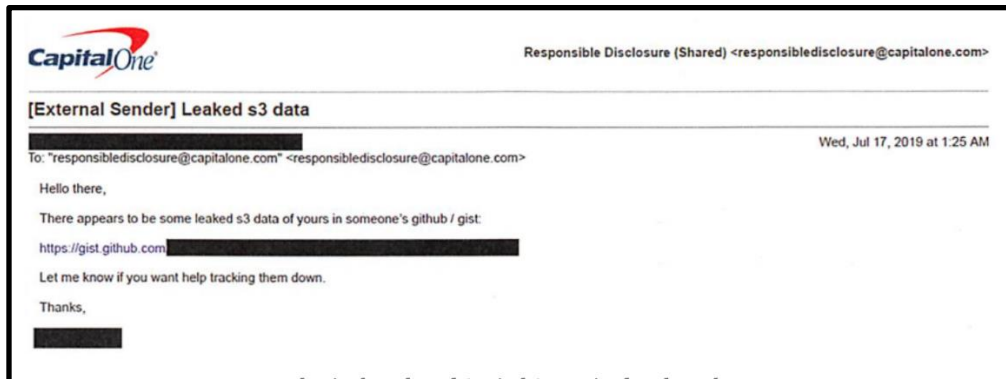 CapitalOne
Responsible Disclosure (Shared) <responsibledisclosure@capitalone.com>
[External Sender] Leaked s3 data
Wed, Jul 17, 2019 at 1:25 AM
To: "responsibledisclosure@capitalone.com" <responsibledisclosure@capitalone.com>
Hello there,
There appears to be some leaked s3 data of yours in someone's github / gist:
https://gist.github.com
Let me know if you want help tracking them down.
Thanks,